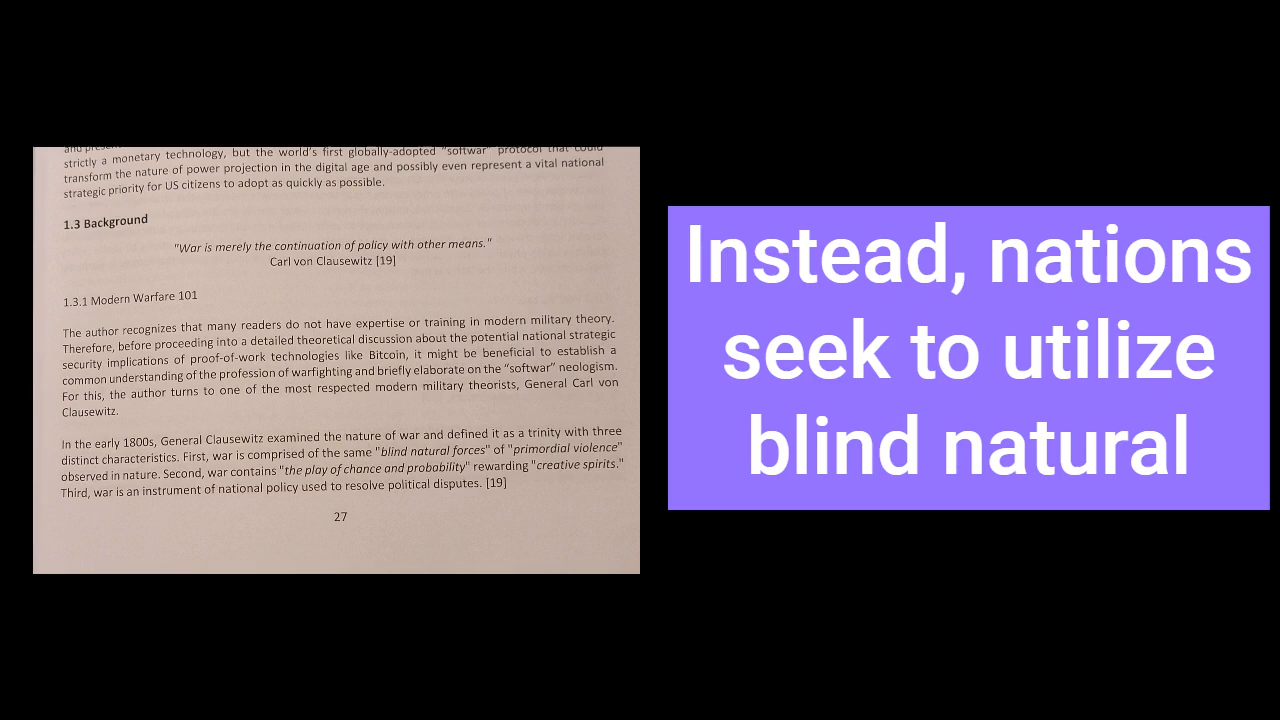 and
strictly a monetary technology, but the world's first globally-adopted "softwar" protocol that could
transform the nature of power projection in the digital age and possibly even represent a vital national
strategic priority for US citizens to adopt as quickly as possible.
1.3 Background
"War is merely the continuation of policy with other means."
Carl von Clausewitz [19]
1.3.1 Modern Warfare 101
The author recognizes that many readers do not have expertise or training in modern military theory.
Therefore, before proceeding into a detailed theoretical discussion about the potential national strategic
security implications of proof-of-work technologies like Bitcoin, it might be beneficial to establish a
common understanding of the profession of warfighting and briefly elaborate on the "softwar" neologism.
For this, the author turns to one of the most respected modern military theorists, General Carl von
Clausewitz.
In the early 1800s, General Clausewitz examined the nature of war and defined it as a trinity with three
distinct characteristics. First, war is comprised of the same "blind natural forces" of "primordial violence"
observed in nature. Second, war contains "the play of chance and probability" rewarding "creative spirits."
Third, war is an instrument of national policy used to resolve political disputes. [19]
27
Instead, nations
seek to utilize
blind natural